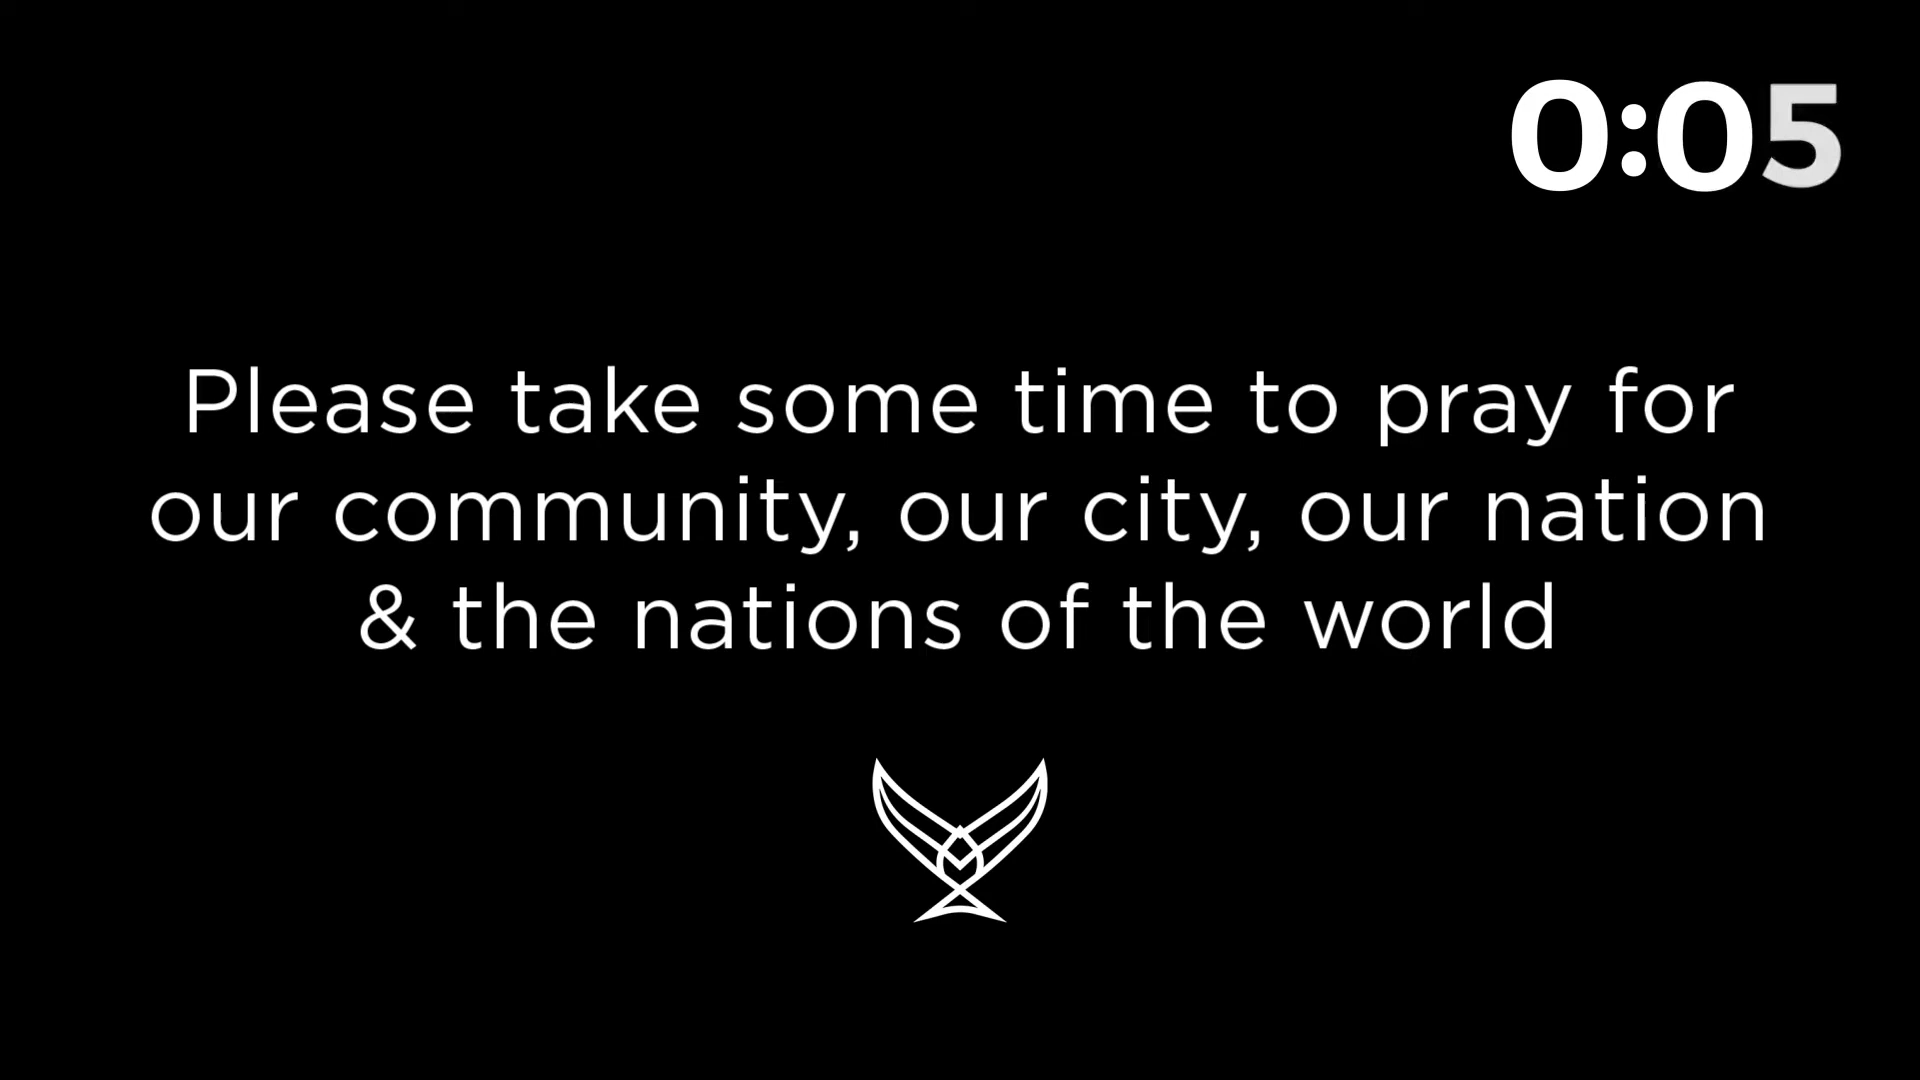 0:05
Please take some time to pray for
our community, our city, our nation
& the nations of the world